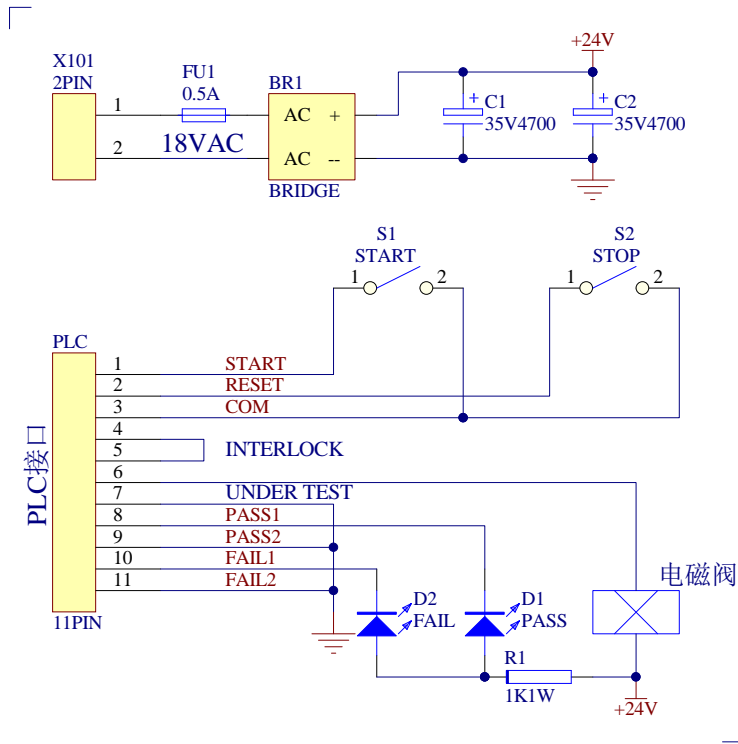 +24V
X101
2PIN
FU1
0.5A
BR1
1
AC +
+
C1
35V4700
+
C2
35V4700
2
18VAC
AC --
BRIDGE
S1
START
1 2
S2
STOP
1 2
PLC
1 START
2 RESET
3 COM
4
5 INTERLOCK
6
7 UNDER TEST
8 PASS1
9 PASS2
10 FAIL1
11 FAIL2
PLC接口
11PIN
电磁阀
D2
FAIL
D1
PASS
R1
1K1W
+24V